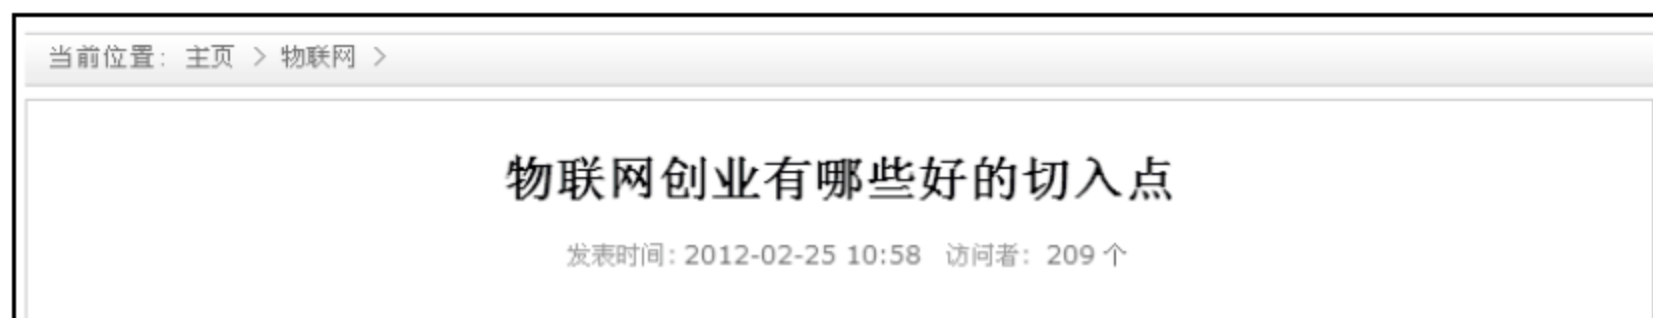 当前位置： 主页 > 物联网 >
物联网创业有哪些好的切入点
发表时间：2012-02-25 10:58 访问者：209 个